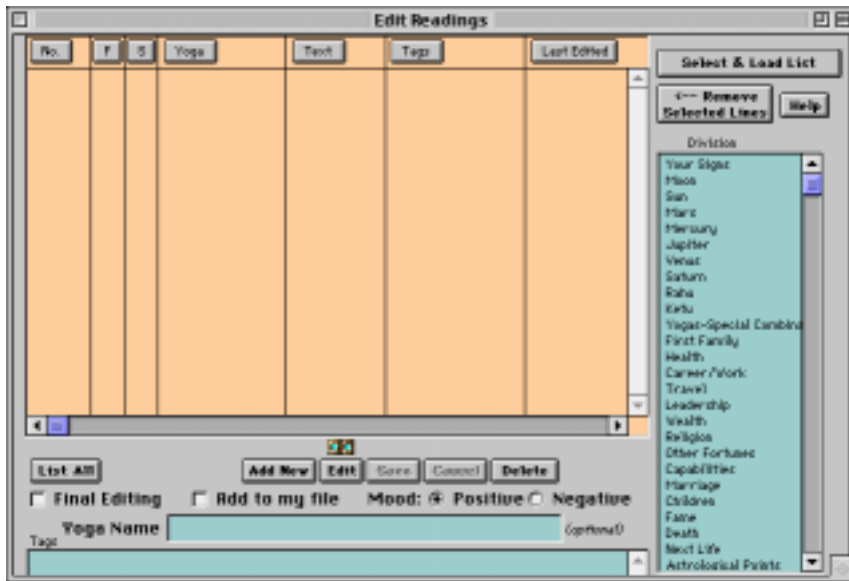 Edit Readings
No. F S Yoga Text Tags Last Edited
Select & Load List
<-- Remove
Selected Lines
Help
Division
Your Signs
Moon
Sun
Mars
Mercury
Jupiter
Venus
Saturn
Rahu
Ketu
Yogas-Special Combina
First Family
Health
Career/Work
Travel
Leadership
Wealth
Religion
Other Fortunes
Capabilities
Marriage
Children
Fame
Death
Next Life
Astrological Points
List All Add New Edit Save Cancel Delete
Final Editing Add to my file Mood: Positive Negative
Yoga Name (optional)
Tags